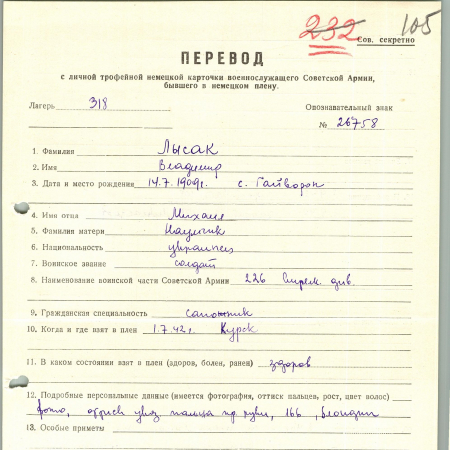 232 105
Сов. секретно
ПЕРЕВОД
с личной трофейной немецкой карточки военнослужащего Советской Армии,
бывшего в немецком плену.
Лагерь 318 Опознавательный знак
№ 26758
1. Фамилия Лысак
2. Имя Владимир
3. Дата и место рождения 14.7.1909г. с. Гайворон
4. Имя отца Михаил
5. Фамилия матери
6. Национальность украинец
7. Воинское звание солдат
8. Наименование воинской части Советской Армии 226 стрелк. див.
9. Гражданская специальность сапожник
10. Когда и где взят в плен 1.7.42г. Курск
11. В каком состоянии взят в плен (здоров, болен, ранен) здоров
12. Подробные персональные данные (имеется фотография, оттиск пальцев, рост, цвет волос)
фото, оттиск указ. пальца пр. руки, 166, блондин
13. Особые приметы